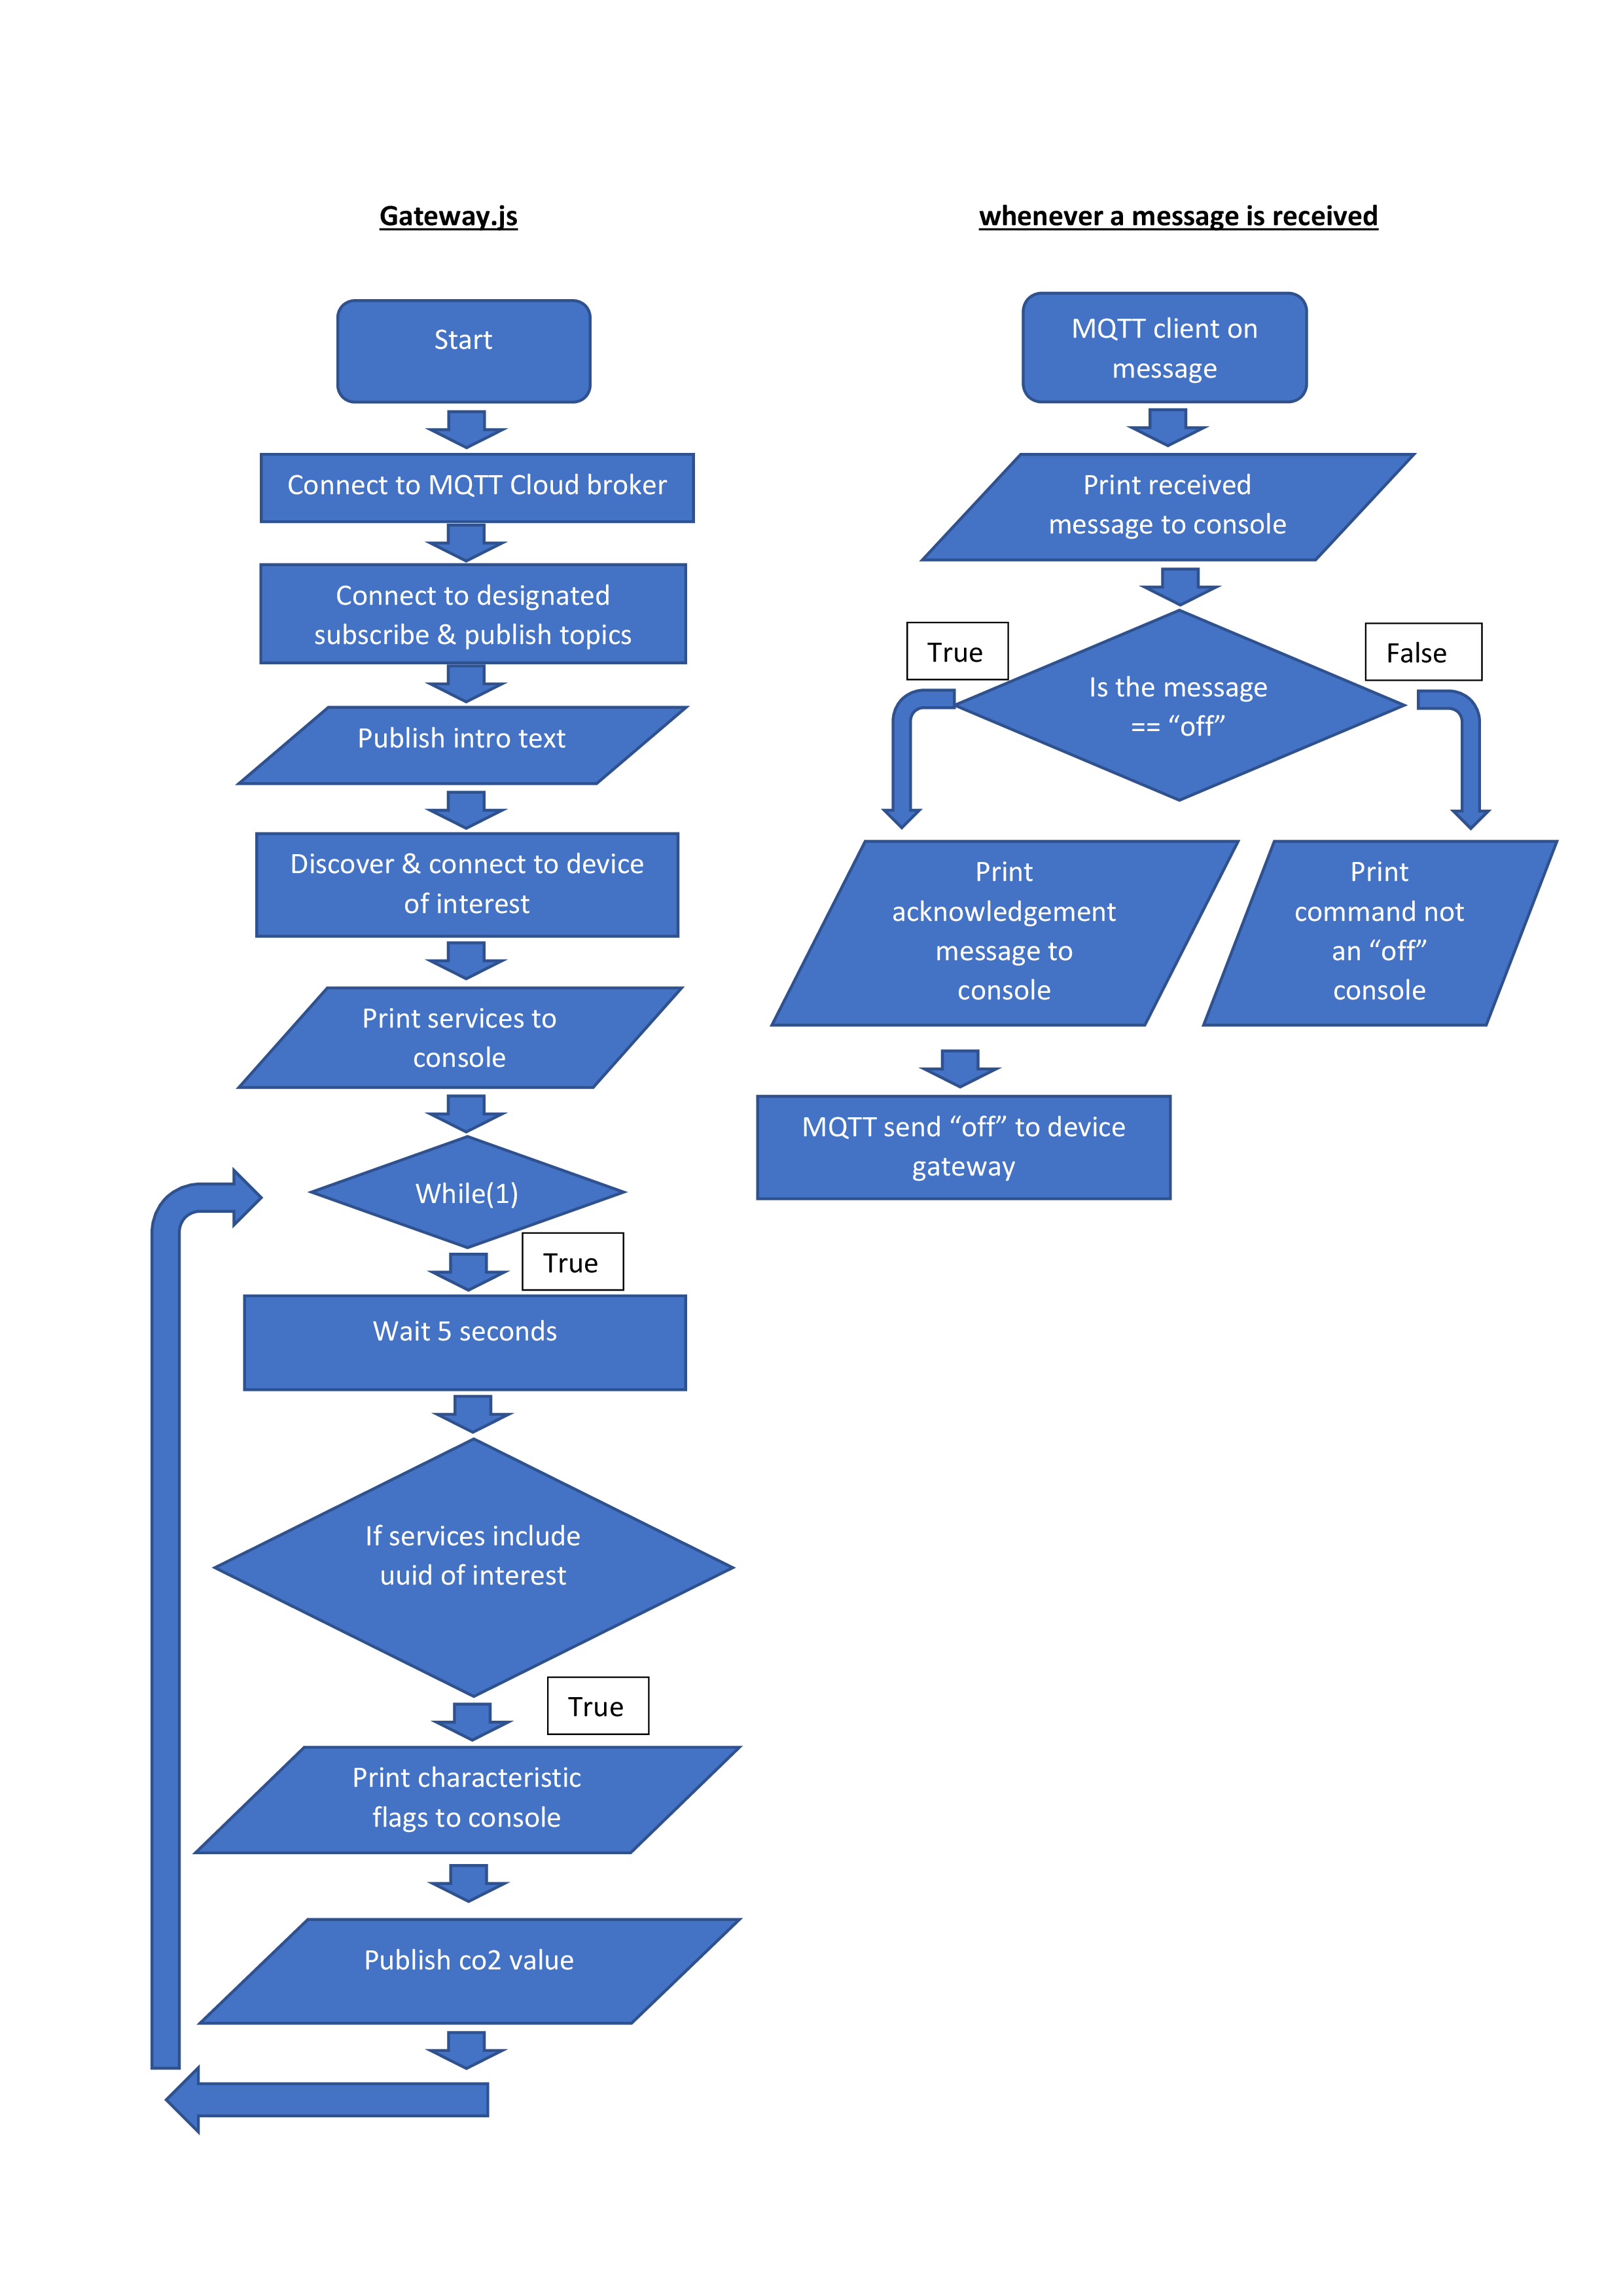 Gateway.js
Start
Connect to MQTT Cloud broker
Connect to designated
subscribe & publish topics
Publish intro text
Discover & connect to device
of interest
Print services to
console
While(1)
True
Wait 5 seconds
If services include
uuid of interest
True
Print characteristic
flags to console
Publish co2 value
whenever a message is received
MQTT client on
message
Print received
message to console
True
False
Is the message
== “off”
Print
acknowledgement
message to
console
Print
command not
an “off”
console
MQTT send “off” to device
gateway